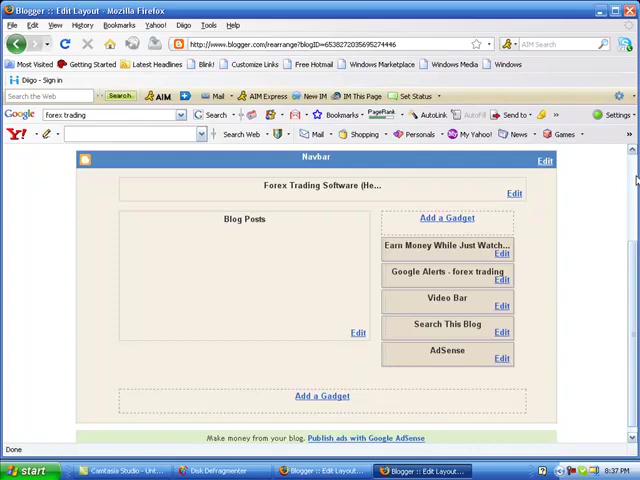 Blogger :: Edit Layout - Mozilla Firefox
File Edit View History Bookmarks Yahoo! Diigo Tools Help
http://www.blogger.com/rearrange?blogID=6538272035695274446 AIM Search
Most Visited Getting Started Latest Headlines Blink! Customize Links Free Hotmail Windows Marketplace Windows Media Windows
Diigo - Sign in
Search the Web Search AIM Mail AIM Express New IM IM This Page Set Status
Google forex trading Search Bookmarks PageRank AutoLink AutoFill Send to Settings
Y! Search Web Mail Shopping Personals My Yahoo! News Games
Navbar
Edit
Forex Trading Software (He...
Edit
Blog Posts
Edit
Add a Gadget
Earn Money While Just Watch...
Edit
Google Alerts - forex trading
Edit
Video Bar
Edit
Search This Blog
Edit
AdSense
Edit
Add a Gadget
Make money from your blog. Publish ads with Google AdSense
Done
start Camtasia Studio - Unt... Disk Defragmenter Blogger :: Edit Layout... Blogger :: Edit Layout... 8:37 PM